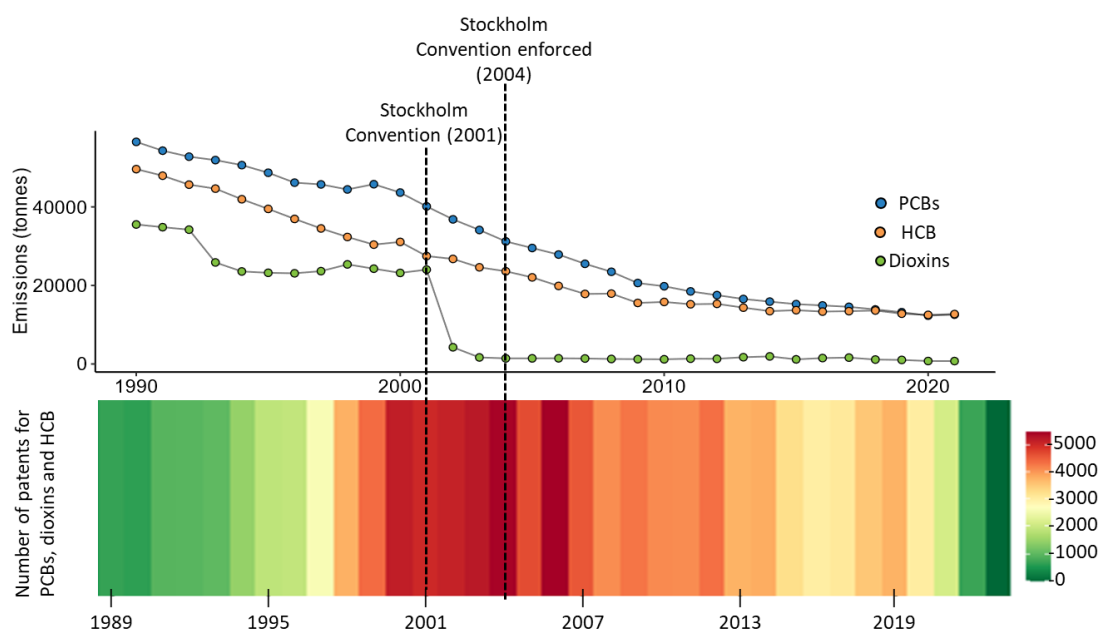 Stockholm
Convention enforced
(2004)
Stockholm
Convention (2001)
Emissions (tonnes)
40000
20000
0
PCBs
HCB
Dioxins
1990
2000
2010
2020
Number of patents for
PCBs, dioxins and HCB
5000
4000
3000
2000
1000
0
1989
1995
2001
2007
2013
2019